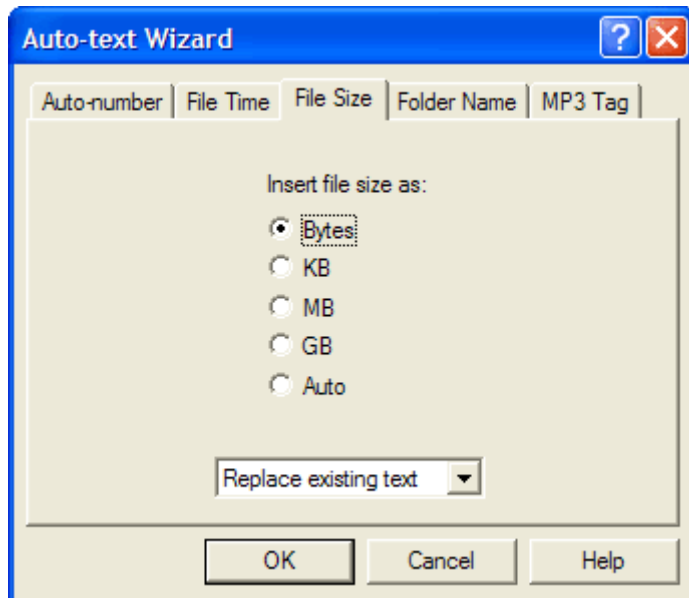 Auto-text Wizard
Auto-number File Time File Size Folder Name MP3 Tag
Insert file size as:
Bytes
KB
MB
GB
Auto
Replace existing text
OK Cancel Help